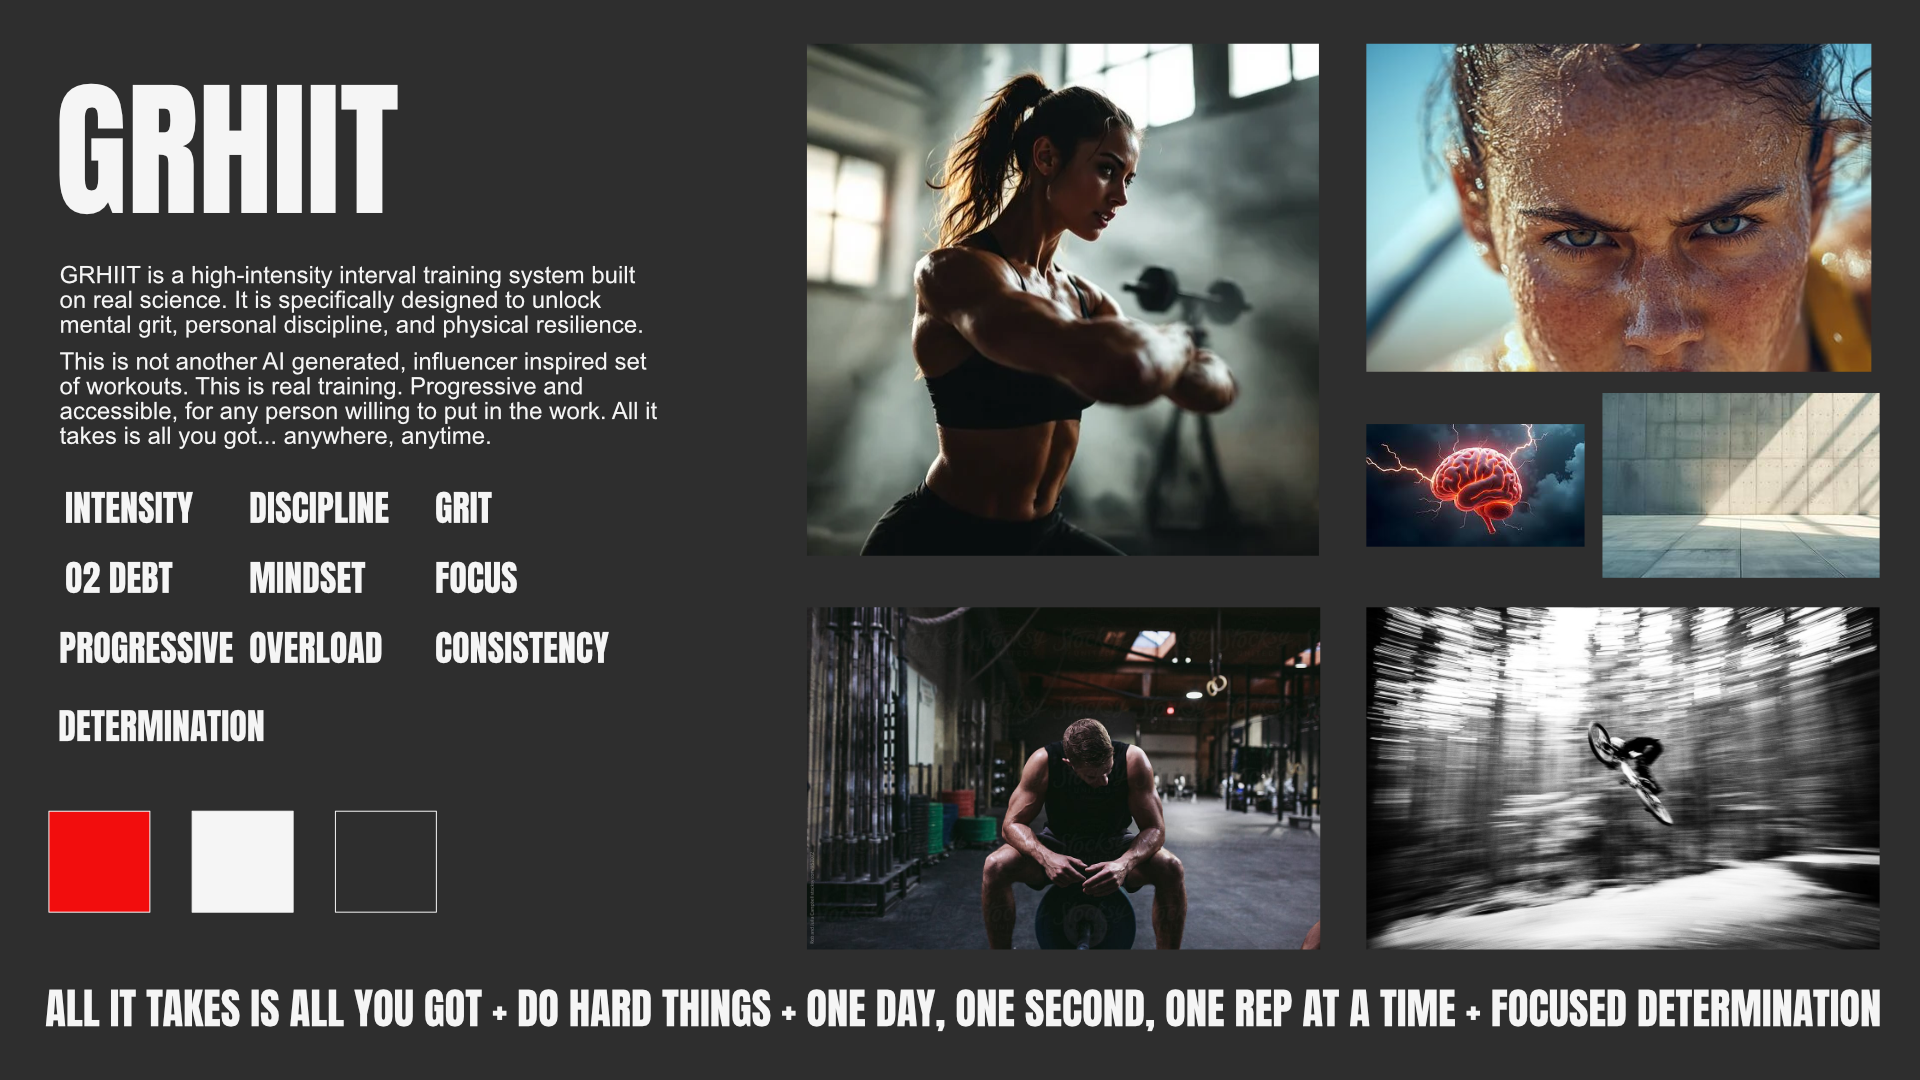 GRHIIT
GRHIIT is a high-intensity interval training system built
on real science. It is specifically designed to unlock
mental grit, personal discipline, and physical resilience.
This is not another AI generated, influencer inspired set
of workouts. This is real training. Progressive and
accessible, for any person willing to put in the work. All it
takes is all you got... anywhere, anytime.
INTENSITY DISCIPLINE GRIT
O2 DEBT MINDSET FOCUS
PROGRESSIVE OVERLOAD CONSISTENCY
DETERMINATION
ALL IT TAKES IS ALL YOU GOT + DO HARD THINGS + ONE DAY, ONE SECOND, ONE REP AT A TIME + FOCUSED DETERMINATION